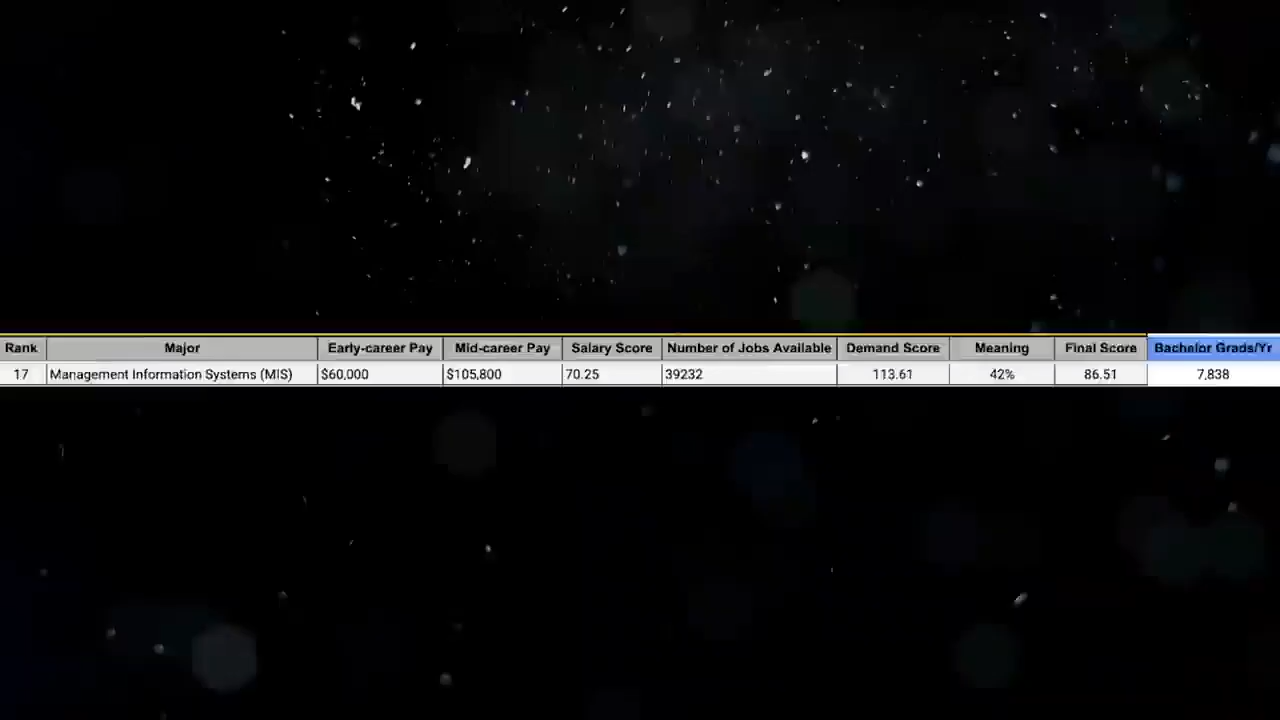 Rank Major Early-career Pay Mid-career Pay Salary Score Number of Jobs Available Demand Score Meaning Final Score Bachelor Grads/Yr
17 Management Information Systems (MIS) $60,000 $105,800 70.25 39232 113.61 42% 86.51 7,838